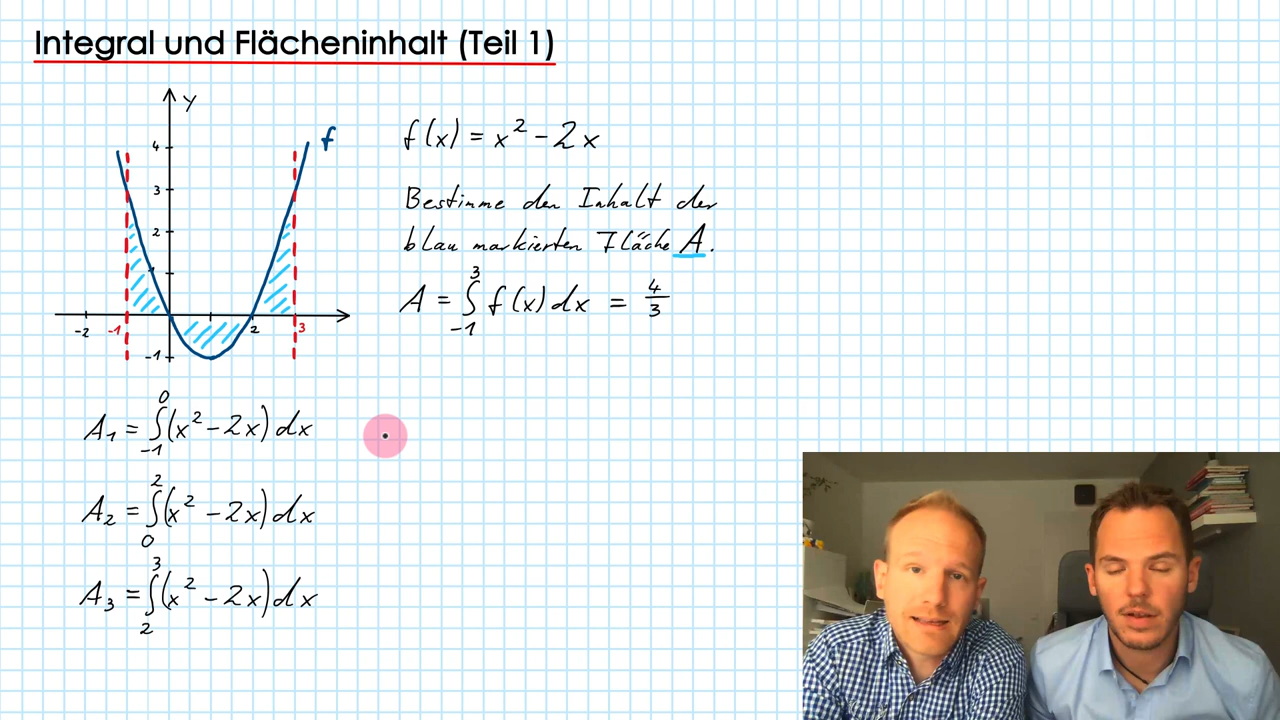 Integral und Flächeninhalt (Teil 1)
y
f
4
3
2
1
-2 -1 2 3
-1
f(x) = x² - 2x
Bestimme den Inhalt der
blau markierten Fläche A.
A = ∫₋₁³ f(x) dx = 4/3
A₁ = ∫₋₁⁰ (x² - 2x) dx
A₂ = ∫₀² (x² - 2x) dx
A₃ = ∫₂³ (x² - 2x) dx